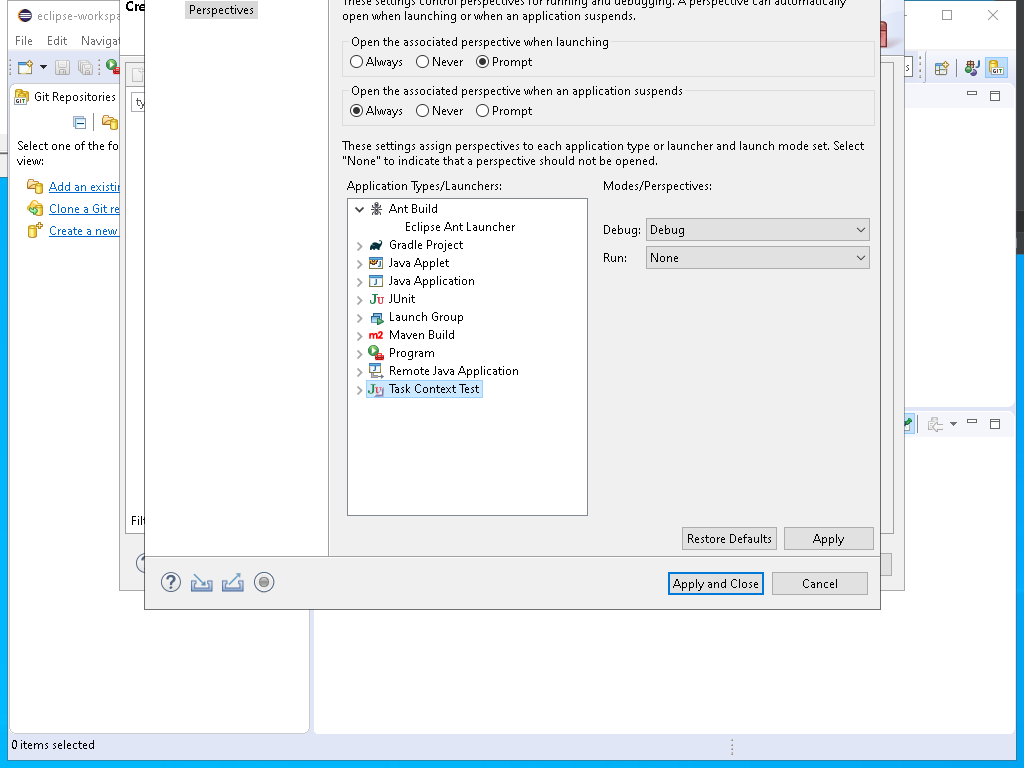 eclipse-workspa
Cre
Perspectives
These settings control perspectives for running and debugging. A perspective can automatically
open when launching or when an application suspends.
File Edit Navigat
Open the associated perspective when launching
Always Never Prompt
Git Repositories
Open the associated perspective when an application suspends
Always Never Prompt
Select one of the fo
view:
These settings assign perspectives to each application type or launcher and launch mode set. Select
"None" to indicate that a perspective should not be opened.
Add an existin
Clone a Git re
Create a new
Application Types/Launchers:
Modes/Perspectives:
Ant Build
Eclipse Ant Launcher
Gradle Project
Java Applet
Java Application
JUnit
Launch Group
Maven Build
Program
Remote Java Application
Task Context Test
Debug: Debug
Run: None
Filt
Restore Defaults Apply
Apply and Close Cancel
0 items selected